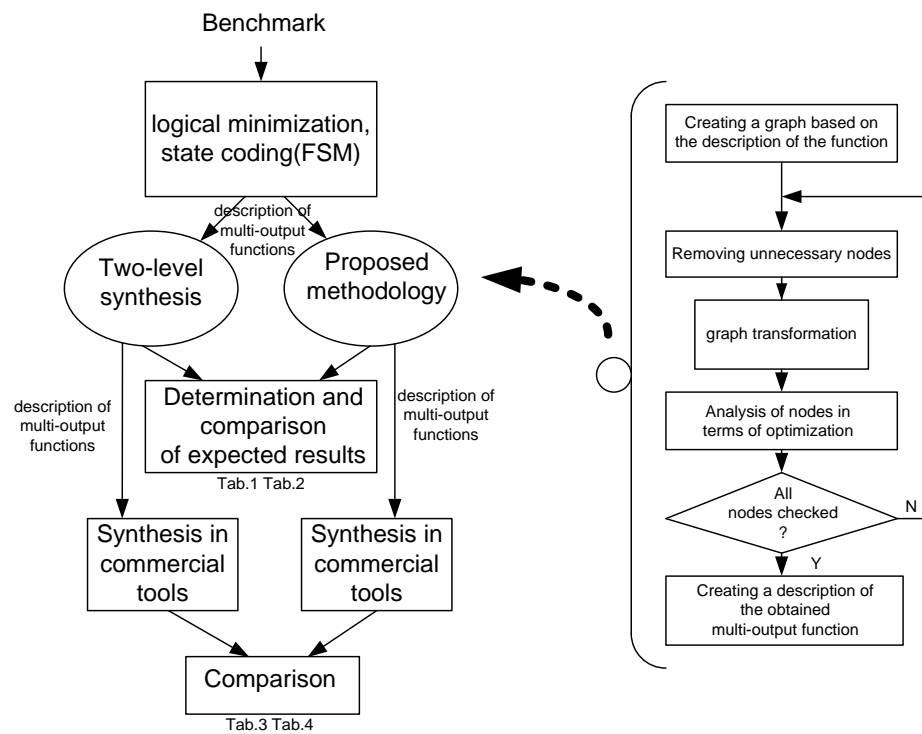 Benchmark
logical minimization,
state coding(FSM)
description of
multi-output
functions
Two-level
synthesis
Proposed
methodology
description of
multi-output
functions
Determination and
comparison
of expected results
Tab.1 Tab.2
description of
multi-output
functions
Synthesis in
commercial
tools
Synthesis in
commercial
tools
Comparison
Tab.3 Tab.4
Creating a graph based on
the description of the function
Removing unnecessary nodes
graph transformation
Analysis of nodes in
terms of optimization
All
nodes checked
?
N
Y
Creating a description of
the obtained
multi-output function